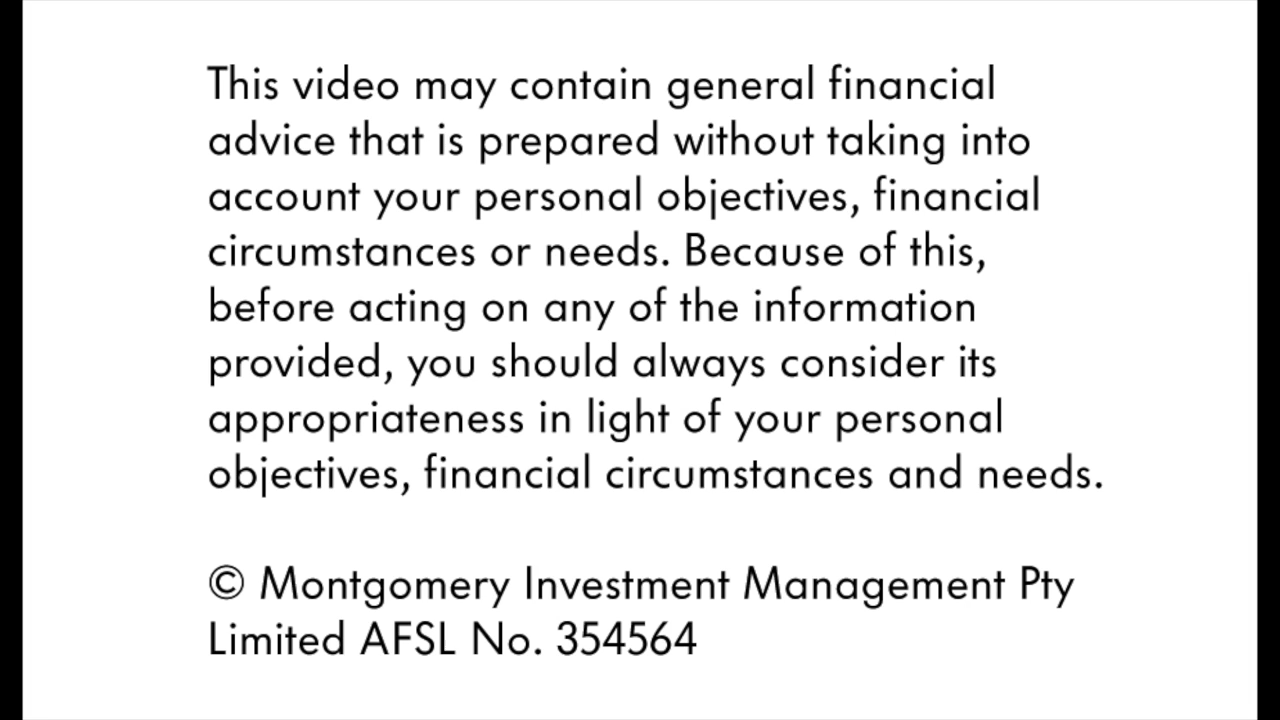 This video may contain general financial
advice that is prepared without taking into
account your personal objectives, financial
circumstances or needs. Because of this,
before acting on any of the information
provided, you should always consider its
appropriateness in light of your personal
objectives, financial circumstances and needs.
© Montgomery Investment Management Pty
Limited AFSL No. 354564